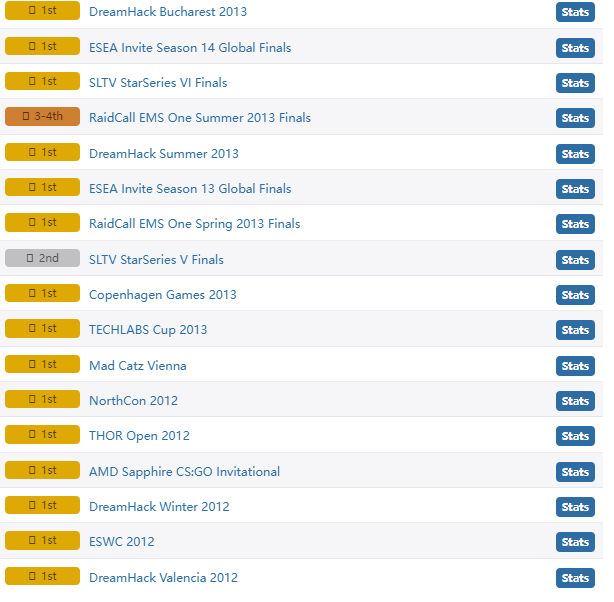 1st DreamHack Bucharest 2013 Stats
1st ESEA Invite Season 14 Global Finals Stats
1st SLTV StarSeries VI Finals Stats
3-4th RaidCall EMS One Summer 2013 Finals Stats
1st DreamHack Summer 2013 Stats
1st ESEA Invite Season 13 Global Finals Stats
1st RaidCall EMS One Spring 2013 Finals Stats
2nd SLTV StarSeries V Finals Stats
1st Copenhagen Games 2013 Stats
1st TECHLABS Cup 2013 Stats
1st Mad Catz Vienna Stats
1st NorthCon 2012 Stats
1st THOR Open 2012 Stats
1st AMD Sapphire CS:GO Invitational Stats
1st DreamHack Winter 2012 Stats
1st ESWC 2012 Stats
1st DreamHack Valencia 2012 Stats